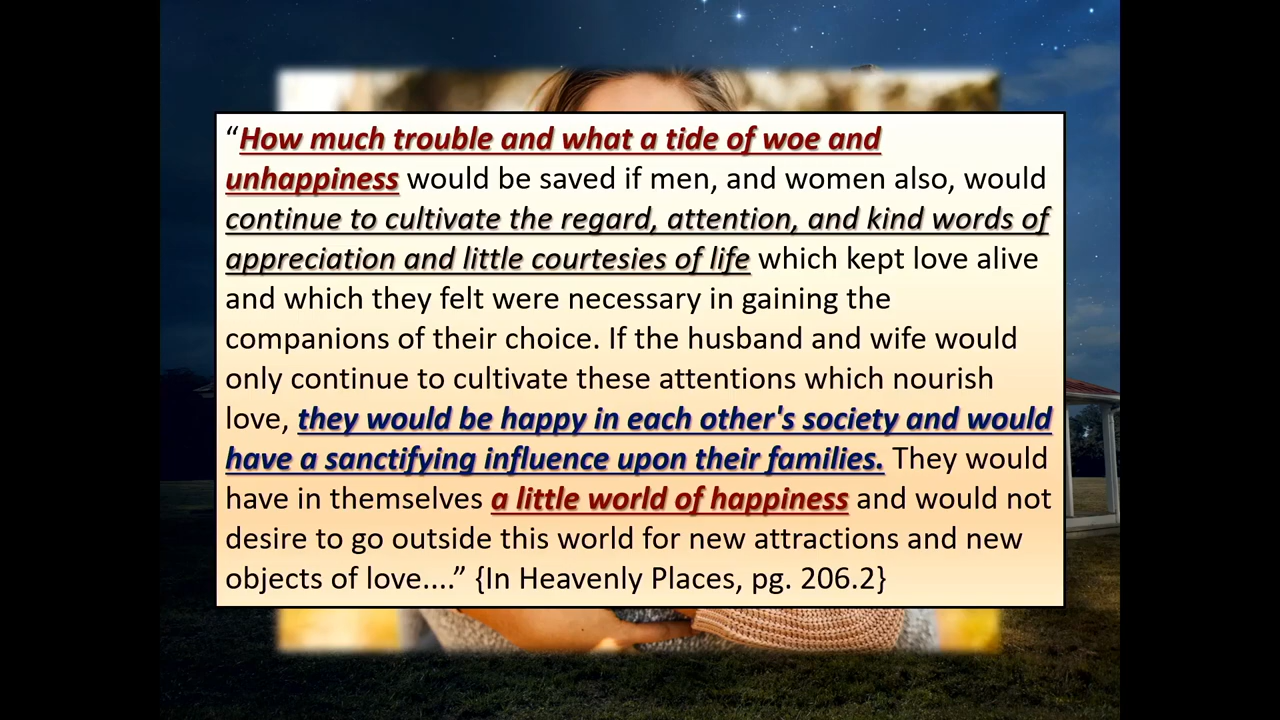 “How much trouble and what a tide of woe and
unhappiness would be saved if men, and women also, would
continue to cultivate the regard, attention, and kind words of
appreciation and little courtesies of life which kept love alive
and which they felt were necessary in gaining the
companions of their choice. If the husband and wife would
only continue to cultivate these attentions which nourish
love, they would be happy in each other's society and would
have a sanctifying influence upon their families. They would
have in themselves a little world of happiness and would not
desire to go outside this world for new attractions and new
objects of love....” {In Heavenly Places, pg. 206.2}